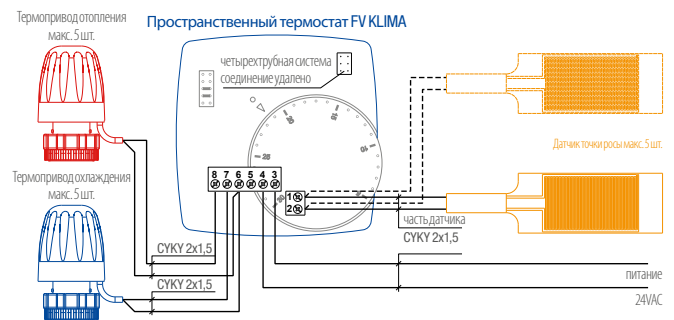 Термопривод отопления
макс. 5 шт.
Пространственный термостат FV KLIMA
четырехтрубная система
соединение удалено
Датчик точки росы макс. 5 шт.
Термопривод охлаждения
макс. 5 шт.
8 7 6 5 4 3
1
2
часть датчика
CYKY 2x1,5
CYKY 2x1,5
CYKY 2x1,5
питание
24VAC